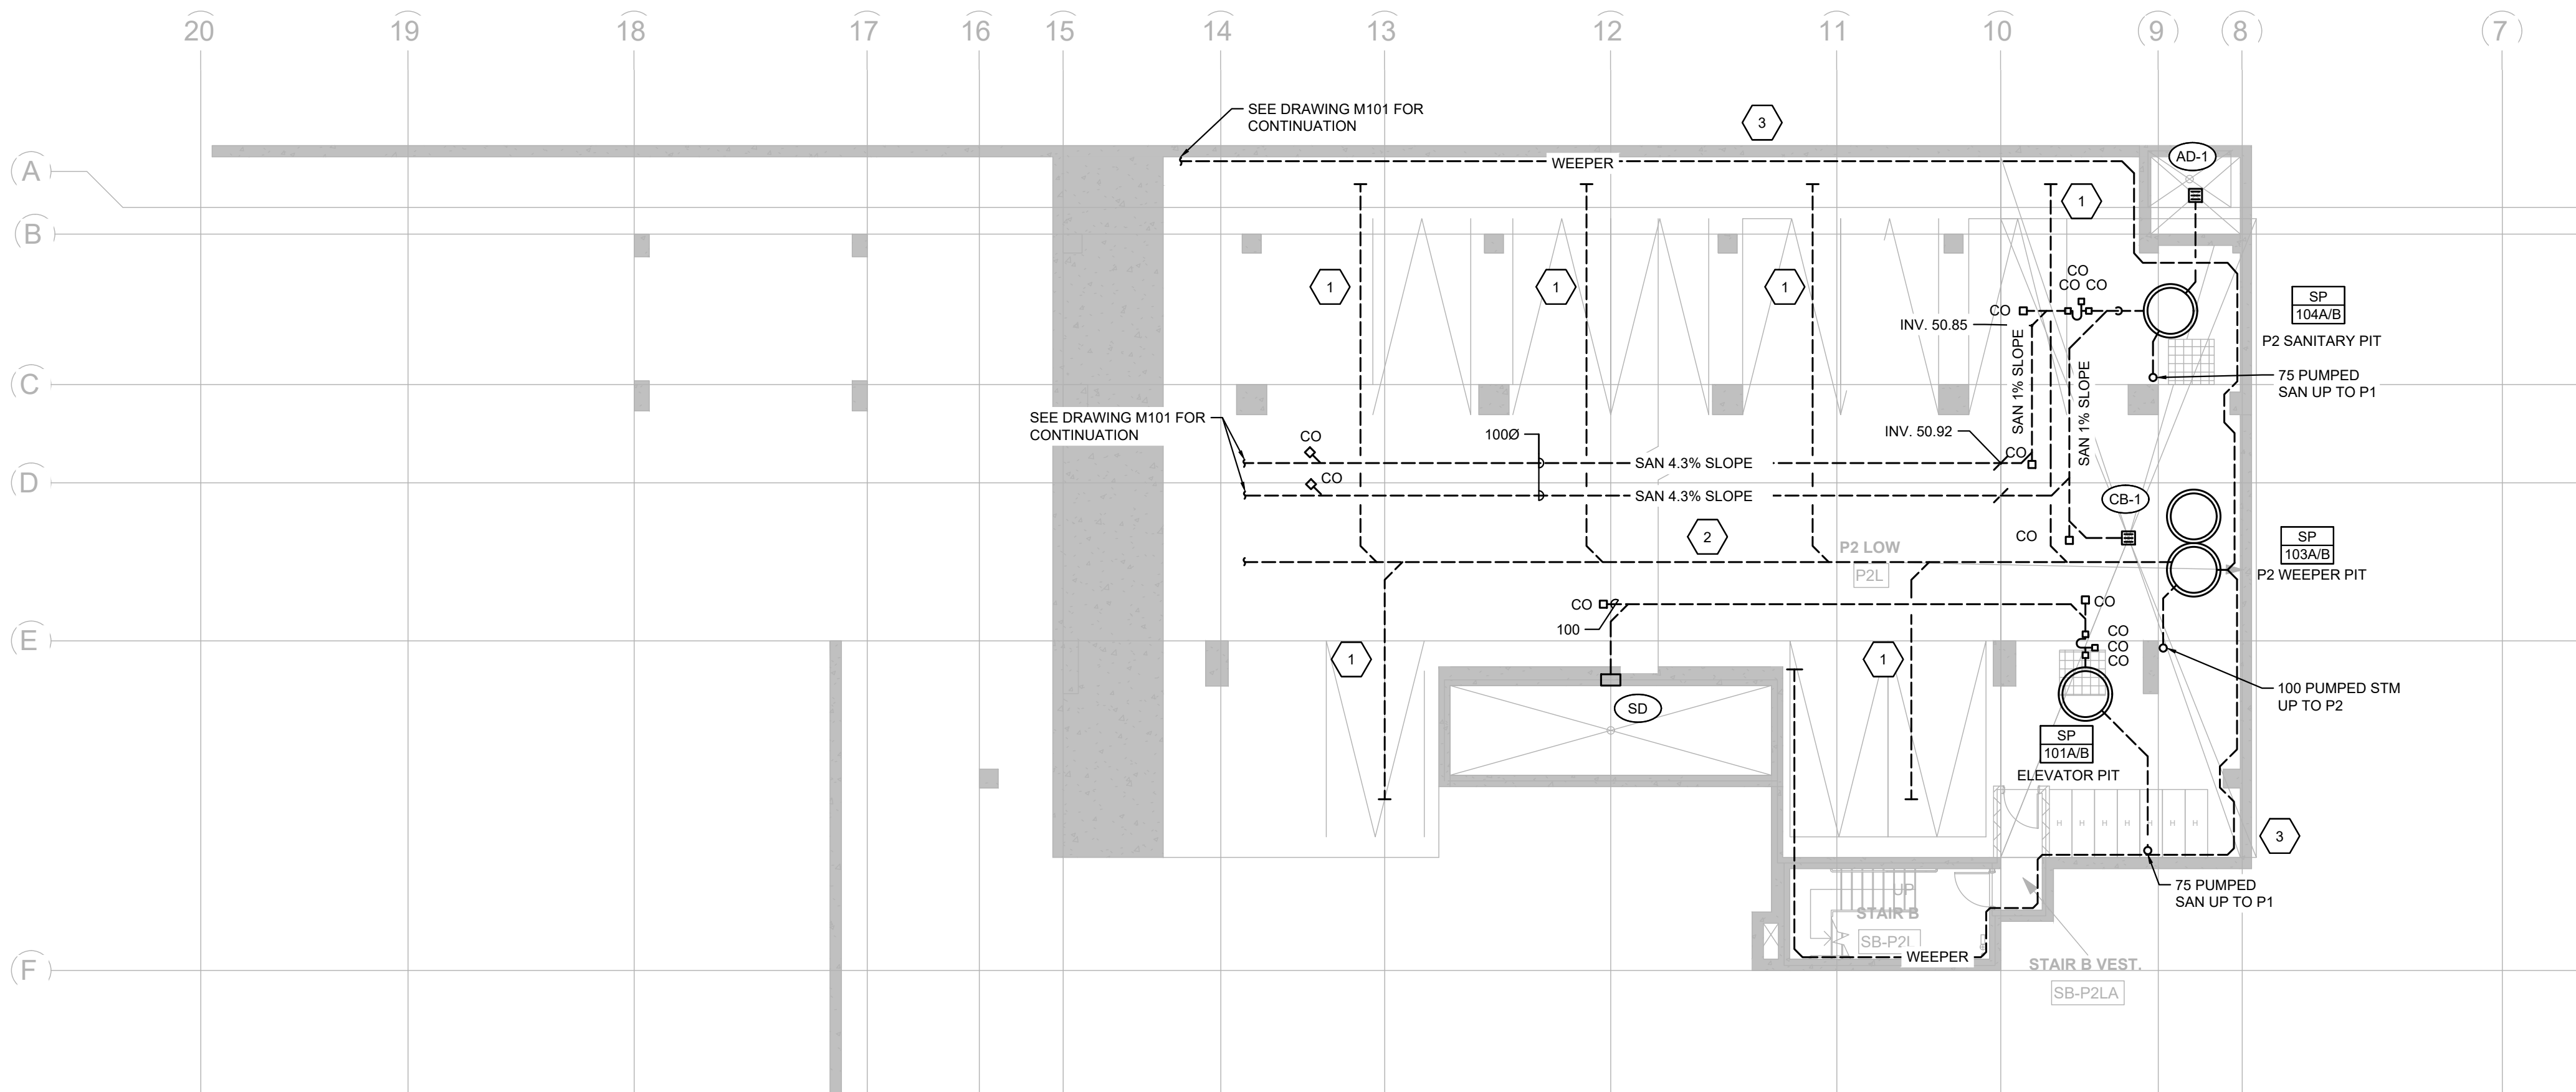 20 19 18 17 16 15 14 13 12 11 10 9 8 7
SEE DRAWING M101 FOR
CONTINUATION
3
A
WEEPER
AD-1
1
B
CO
CO CO
1
1
1
SP
104A/B
CO
INV. 50.85
P2 SANITARY PIT
SAN 1% SLOPE
SAN 1% SLOPE
C
75 PUMPED
SAN UP TO P1
SEE DRAWING M101 FOR
CONTINUATION
CO
100Ø
INV. 50.92
CO
SAN 4.3% SLOPE
D
CO
SAN 4.3% SLOPE
CB-1
2
CO
SP
103A/B
P2 LOW
P2L
P2 WEEPER PIT
CO
CO
100
E
CO
CO
CO
1
1
100 PUMPED STM
UP TO P2
SD
SP
101A/B
ELEVATOR PIT
H H H H H H H
3
75 PUMPED
SAN UP TO P1
UP
STAIR B
SB-P2L
WEEPER
F
STAIR B VEST.
SB-P2LA